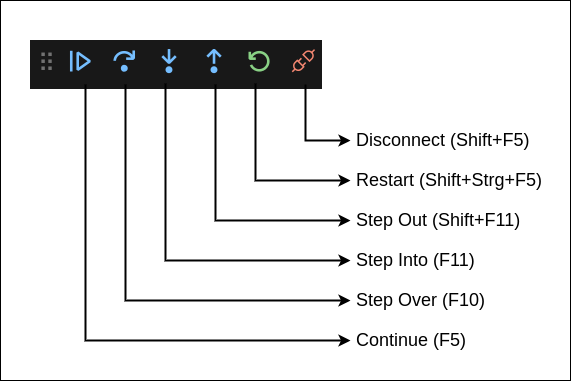 Disconnect (Shift+F5)
Restart (Shift+Strg+F5)
Step Out (Shift+F11)
Step Into (F11)
Step Over (F10)
Continue (F5)